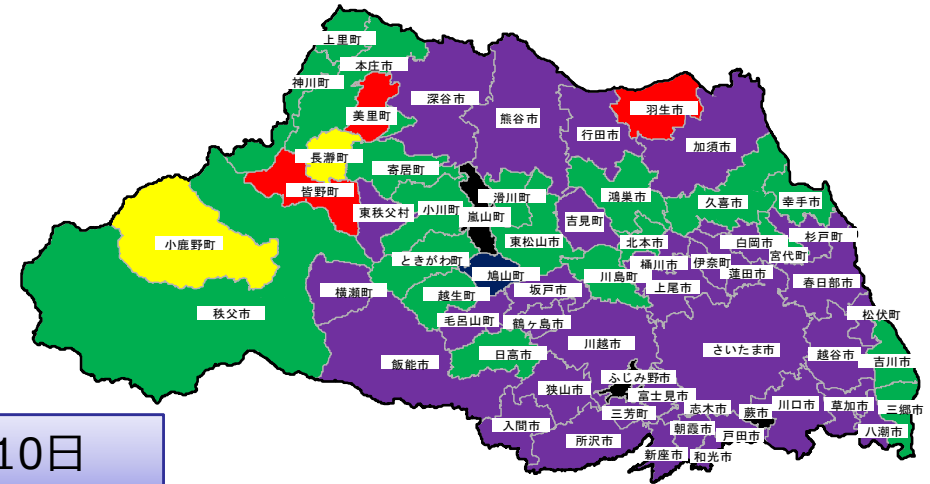 上里町
本庄市
神川町
美里町
深谷市
熊谷市
行田市
羽生市
加須市
長瀞町
寄居町
皆野町
東秩父村
小川町
嵐山町
滑川町
吉見町
鴻巣市
久喜市
幸手市
小鹿野町
ときがわ町
東松山市
北本市
白岡市
杉戸町
宮代町
横瀬町
鳩山町
川島町
桶川市
伊奈町
蓮田市
上尾市
春日部市
越生町
坂戸市
秩父市
毛呂山町
鶴ヶ島市
松伏町
飯能市
日高市
川越市
さいたま市
越谷市
吉川市
狭山市
ふじみ野市
富士見市
入間市
三芳町
志木市
蕨市
川口市
草加市
三郷市
所沢市
朝霞市
戸田市
八潮市
新座市
和光市
10日